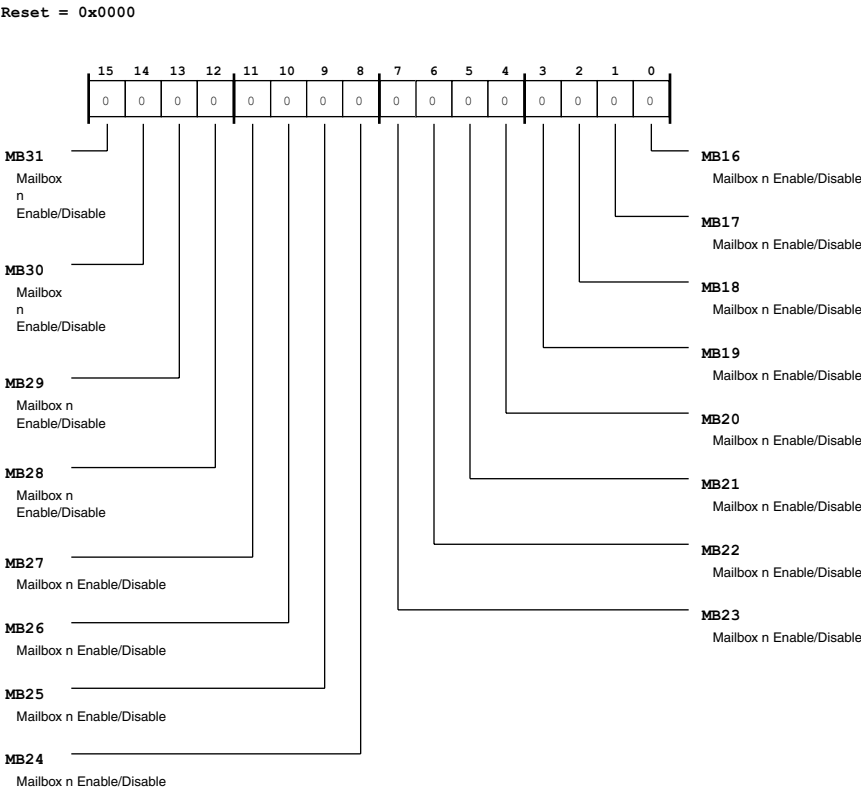 Reset = 0x0000
15 14 13 12 11 10 9 8 7 6 5 4 3 2 1 0
0 0 0 0 0 0 0 0 0 0 0 0 0 0 0 0
MB31
Mailbox
n
Enable/Disable
MB30
Mailbox
n
Enable/Disable
MB29
Mailbox n
Enable/Disable
MB28
Mailbox n
Enable/Disable
MB27
Mailbox n Enable/Disable
MB26
Mailbox n Enable/Disable
MB25
Mailbox n Enable/Disable
MB24
Mailbox n Enable/Disable
MB16
Mailbox n Enable/Disable
MB17
Mailbox n Enable/Disable
MB18
Mailbox n Enable/Disable
MB19
Mailbox n Enable/Disable
MB20
Mailbox n Enable/Disable
MB21
Mailbox n Enable/Disable
MB22
Mailbox n Enable/Disable
MB23
Mailbox n Enable/Disable